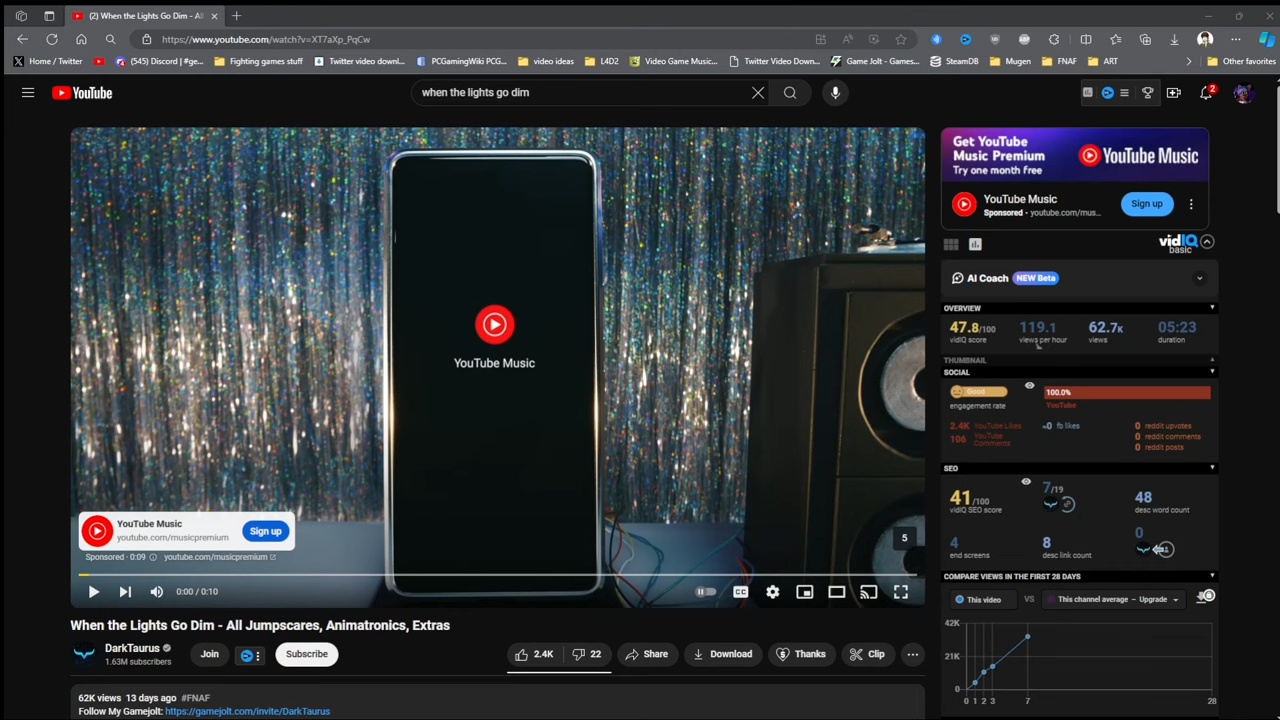 (2) When the Lights Go Dim - Al
https://www.youtube.com/watch?v=XT7aXp_PqCw
Home / Twitter
(545) Discord | #ge...
Fighting games stuff
Twitter video downl...
PCGamingWiki PCG...
video ideas
L4D2
Video Game Music...
Twitter Video Down...
Game Jolt - Games...
SteamDB
Mugen
FNAF
ART
Other favorites
YouTube
when the lights go dim
2
Get YouTube
Music Premium
Try one month free
YouTube Music
YouTube Music
Sponsored · youtube.com/mus...
Sign up
vidIQ
basic
AI Coach NEW Beta
OVERVIEW
47.8/100 119.1 62.7K 05:23
vidIQ score views per hour views duration
THUMBNAIL
SOCIAL
Good 100.0%
engagement rate YouTube
2.4K YouTube Likes
106 YouTube Comments
0 fb likes
0 reddit upvotes
0 reddit comments
0 reddit posts
SEO
41/100 7/19 48
vidIQ SEO score desc word count
4 8 0
end screens desc link count
COMPARE VIEWS IN THE FIRST 28 DAYS
This video VS This channel average – Upgrade
42K
21K
0
0 1 2 3 7 28
YouTube Music
YouTube Music
youtube.com/musicpremium
Sign up
Sponsored · 0:09 youtube.com/musicpremium
5
0:00 / 0:10
CC
When the Lights Go Dim - All Jumpscares, Animatronics, Extras
DarkTaurus
1.63M subscribers
Join
Subscribe
2.4K
22
Share
Download
Thanks
Clip
62K views 13 days ago #FNAF
Follow My Gamejolt: https://gamejolt.com/invite/DarkTaurus